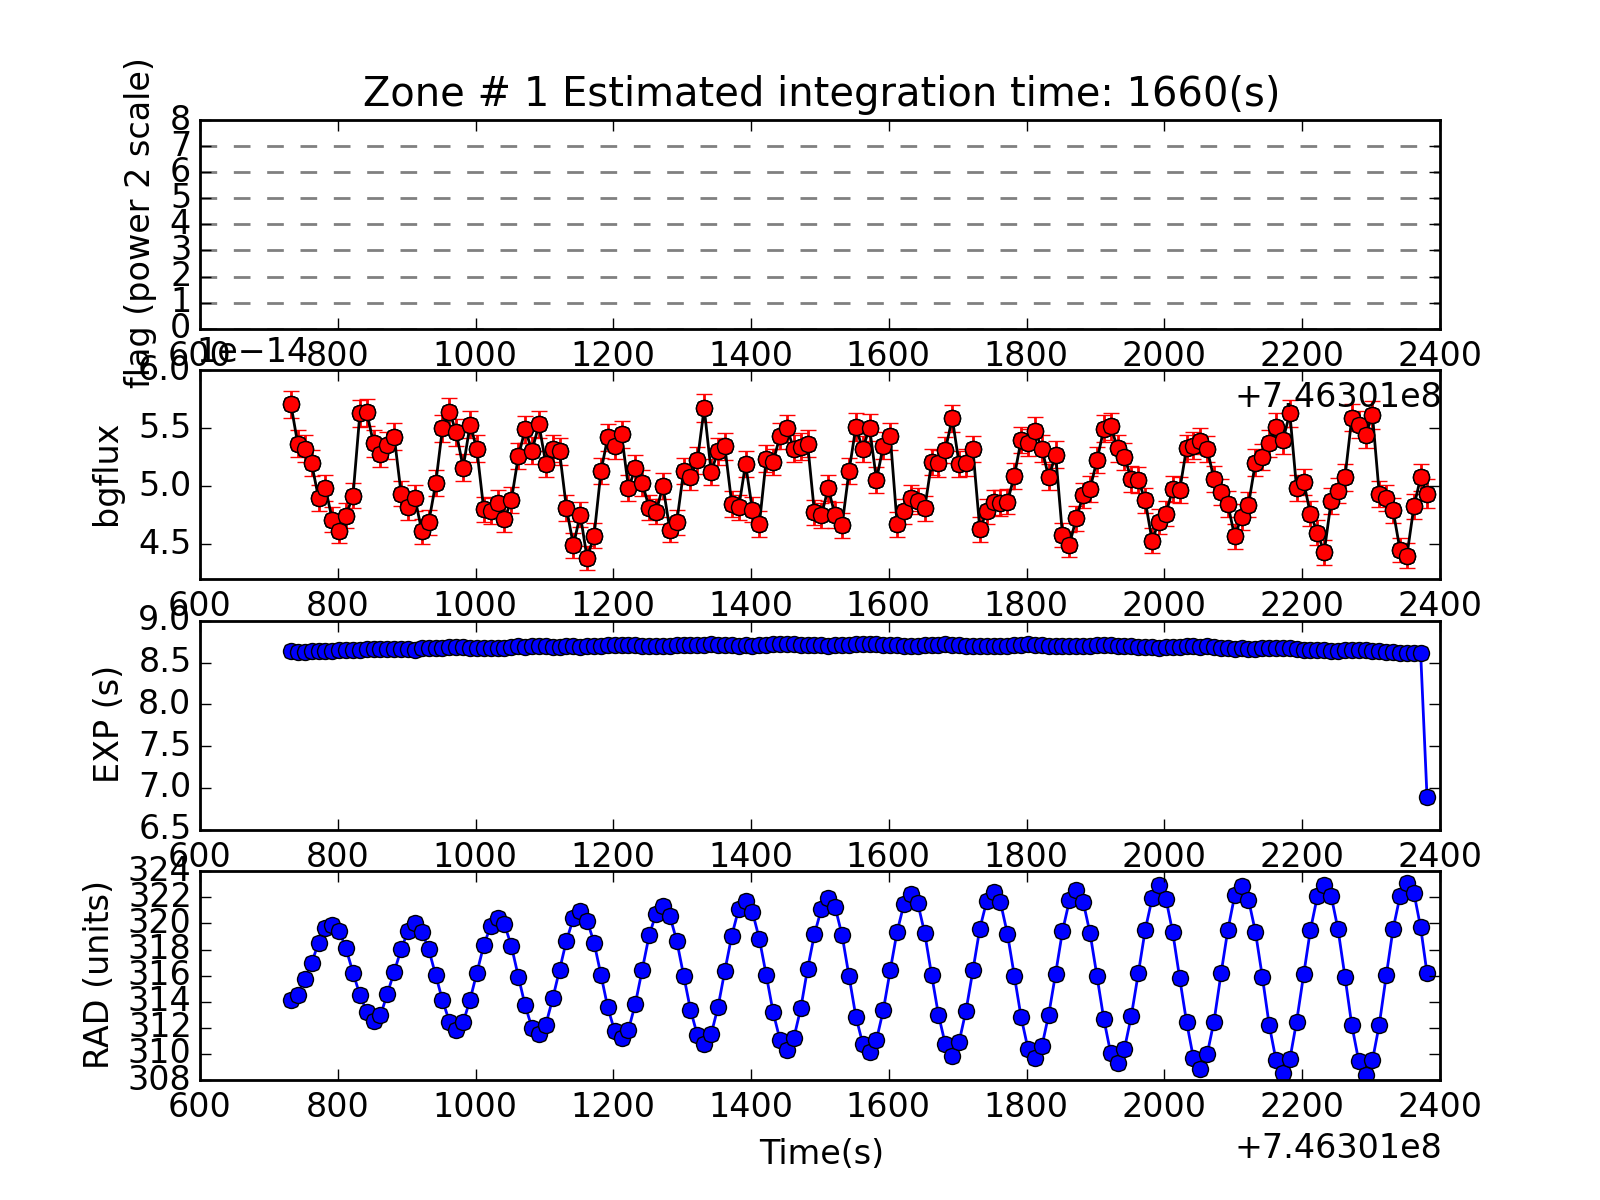 Zone # 1 Estimated integration time: 1660(s)
flag (power 2 scale)
8
7
6
5
4
3
2
1
0
600 800 1000 1200 1400 1600 1800 2000 2200 2400
1e−14
+7.46301e8
bgflux
6.0
5.5
5.0
4.5
600 800 1000 1200 1400 1600 1800 2000 2200 2400
EXP (s)
9.0
8.5
8.0
7.5
7.0
6.5
600 800 1000 1200 1400 1600 1800 2000 2200 2400
RAD (units)
324
322
320
318
316
314
312
310
308
600 800 1000 1200 1400 1600 1800 2000 2200 2400
Time(s)
+7.46301e8